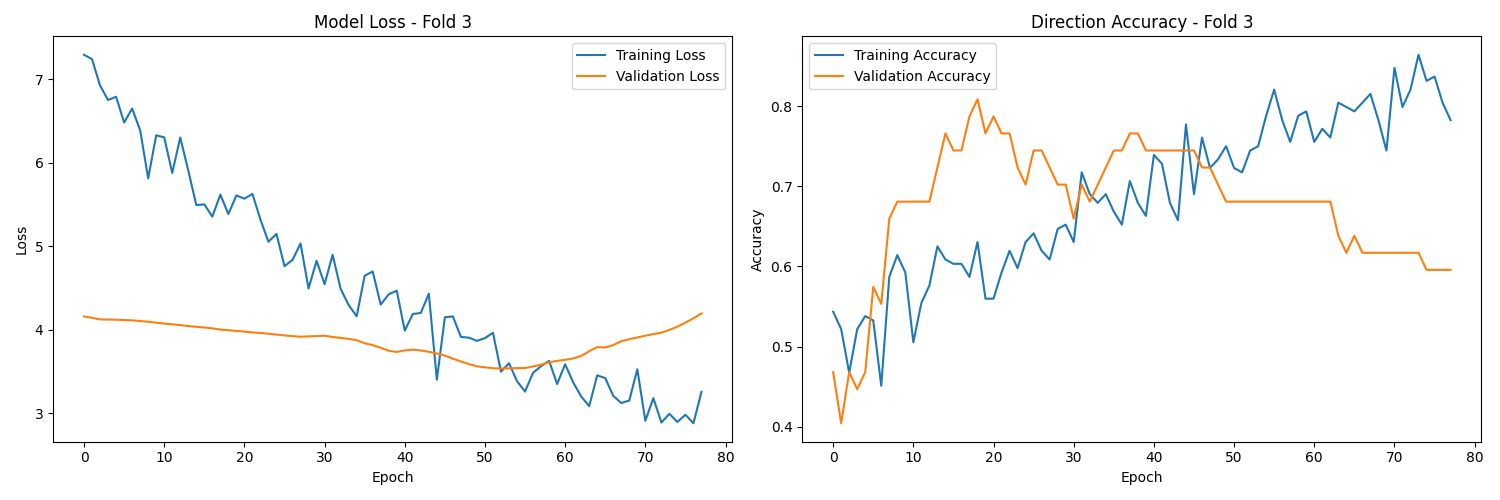 Model Loss - Fold 3
Training Loss
Validation Loss
Loss
7
6
5
4
3
0 10 20 30 40 50 60 70 80
Epoch
Direction Accuracy - Fold 3
Training Accuracy
Validation Accuracy
Accuracy
0.8
0.7
0.6
0.5
0.4
0 10 20 30 40 50 60 70 80
Epoch